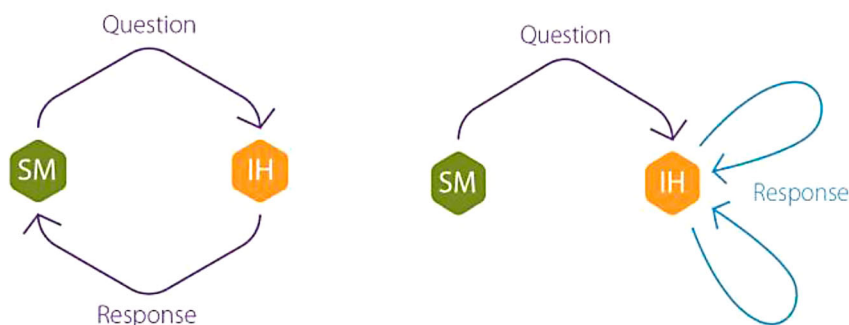 Question
SM
IH
Response
Question
SM
IH
Response